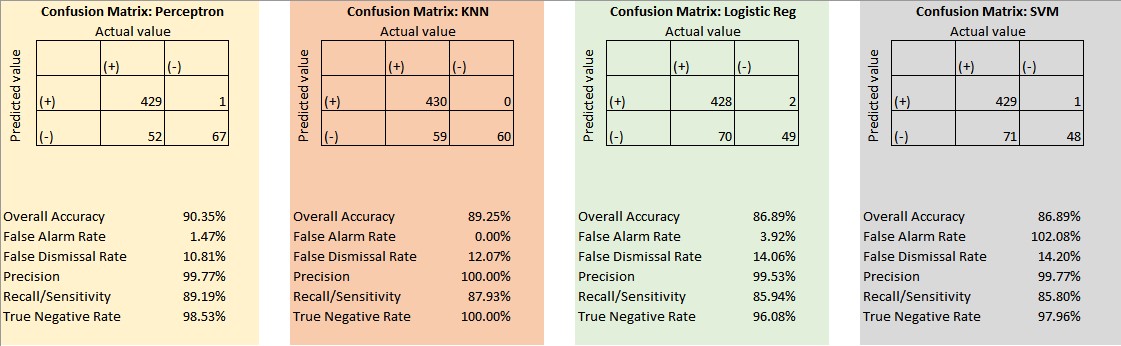 Confusion Matrix: Perceptron
Actual value
Predicted value
(+) (-)
(+) 429 1
(-) 52 67
Overall Accuracy 90.35%
False Alarm Rate 1.47%
False Dismissal Rate 10.81%
Precision 99.77%
Recall/Sensitivity 89.19%
True Negative Rate 98.53%
Confusion Matrix: KNN
Actual value
Predicted value
(+) (-)
(+) 430 0
(-) 59 60
Overall Accuracy 89.25%
False Alarm Rate 0.00%
False Dismissal Rate 12.07%
Precision 100.00%
Recall/Sensitivity 87.93%
True Negative Rate 100.00%
Confusion Matrix: Logistic Reg
Actual value
Predicted value
(+) (-)
(+) 428 2
(-) 70 49
Overall Accuracy 86.89%
False Alarm Rate 3.92%
False Dismissal Rate 14.06%
Precision 99.53%
Recall/Sensitivity 85.94%
True Negative Rate 96.08%
Confusion Matrix: SVM
Actual value
Predicted value
(+) (-)
(+) 429 1
(-) 71 48
Overall Accuracy 86.89%
False Alarm Rate 102.08%
False Dismissal Rate 14.20%
Precision 99.77%
Recall/Sensitivity 85.80%
True Negative Rate 97.96%